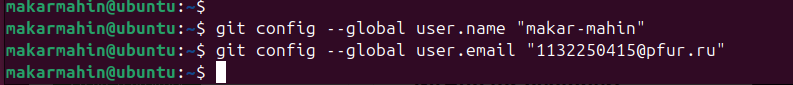 makarmahin@ubuntu:~$
makarmahin@ubuntu:~$ git config --global user.name "makar-mahin"
makarmahin@ubuntu:~$ git config --global user.email "1132250415@pfur.ru"
makarmahin@ubuntu:~$